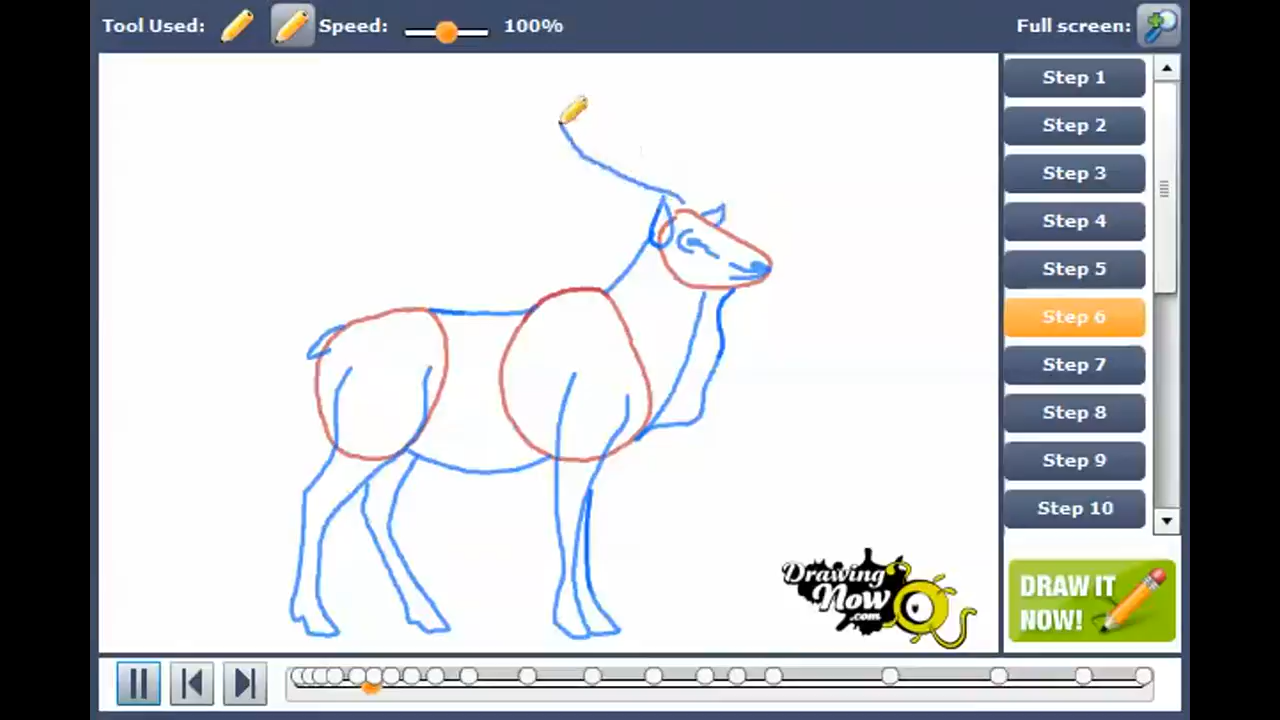 Tool Used:
Speed:
100%
Full screen:
Step 1
Step 2
Step 3
Step 4
Step 5
Step 6
Step 7
Step 8
Step 9
Step 10
Drawing
Now
.com
DRAW IT
NOW!